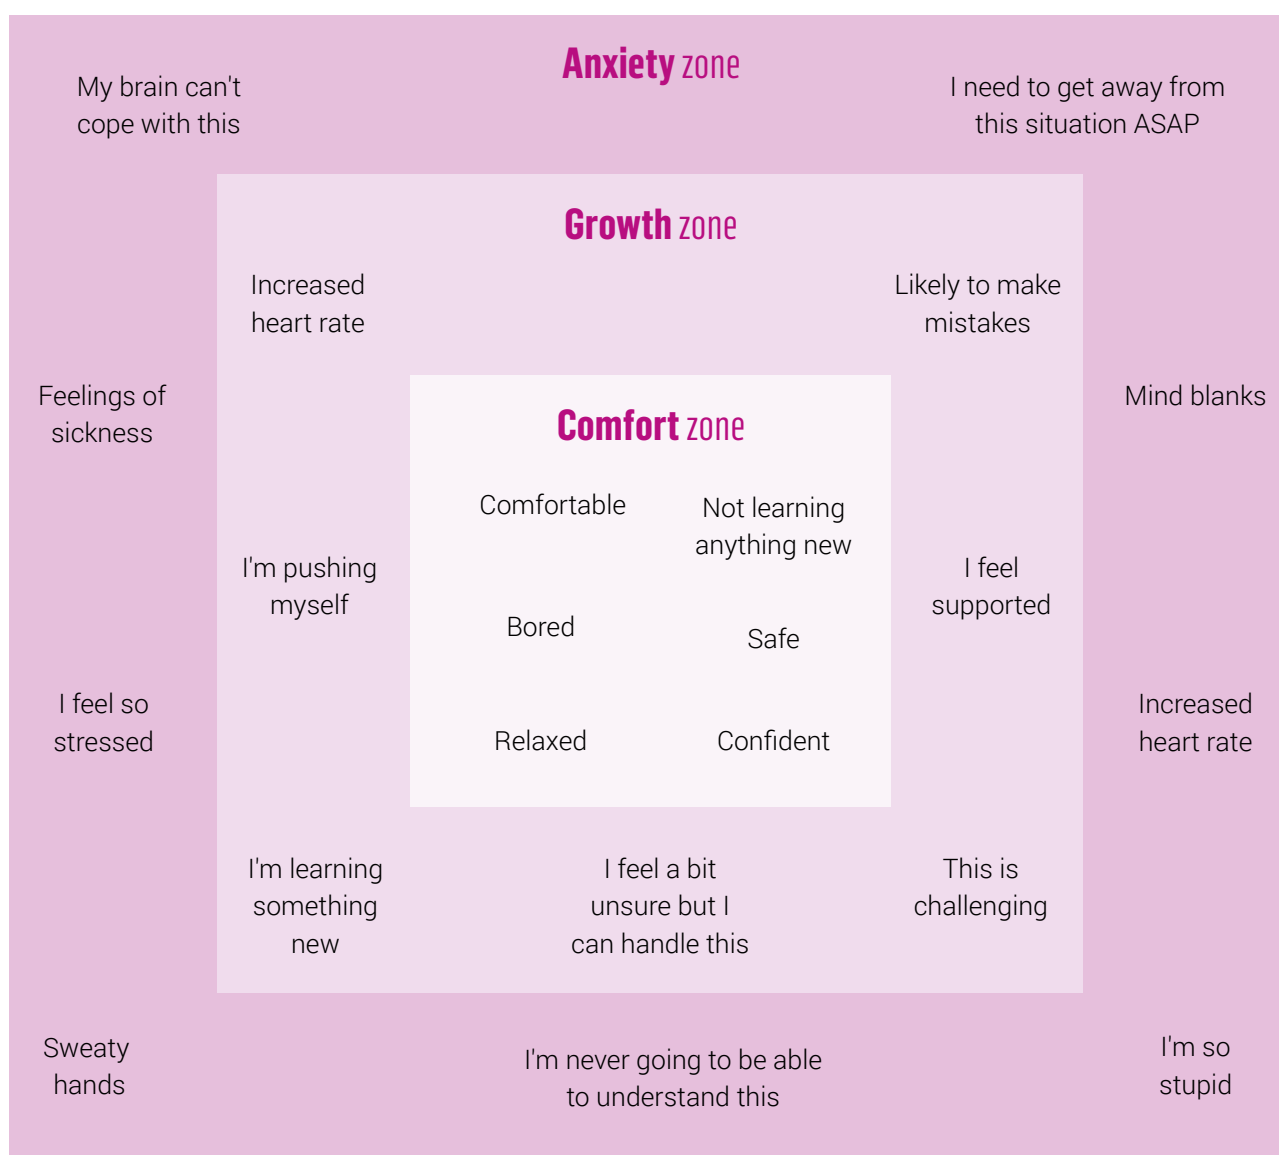 Anxiety zone
My brain can't
cope with this
I need to get away from
this situation ASAP
Growth zone
Increased
heart rate
Likely to make
mistakes
Feelings of
sickness
Mind blanks
Comfort zone
Comfortable
Not learning
anything new
I'm pushing
myself
I feel
supported
Bored
Safe
I feel so
stressed
Increased
heart rate
Relaxed
Confident
I'm learning
something
new
I feel a bit
unsure but I
can handle this
This is
challenging
Sweaty
hands
I'm never going to be able
to understand this
I'm so
stupid